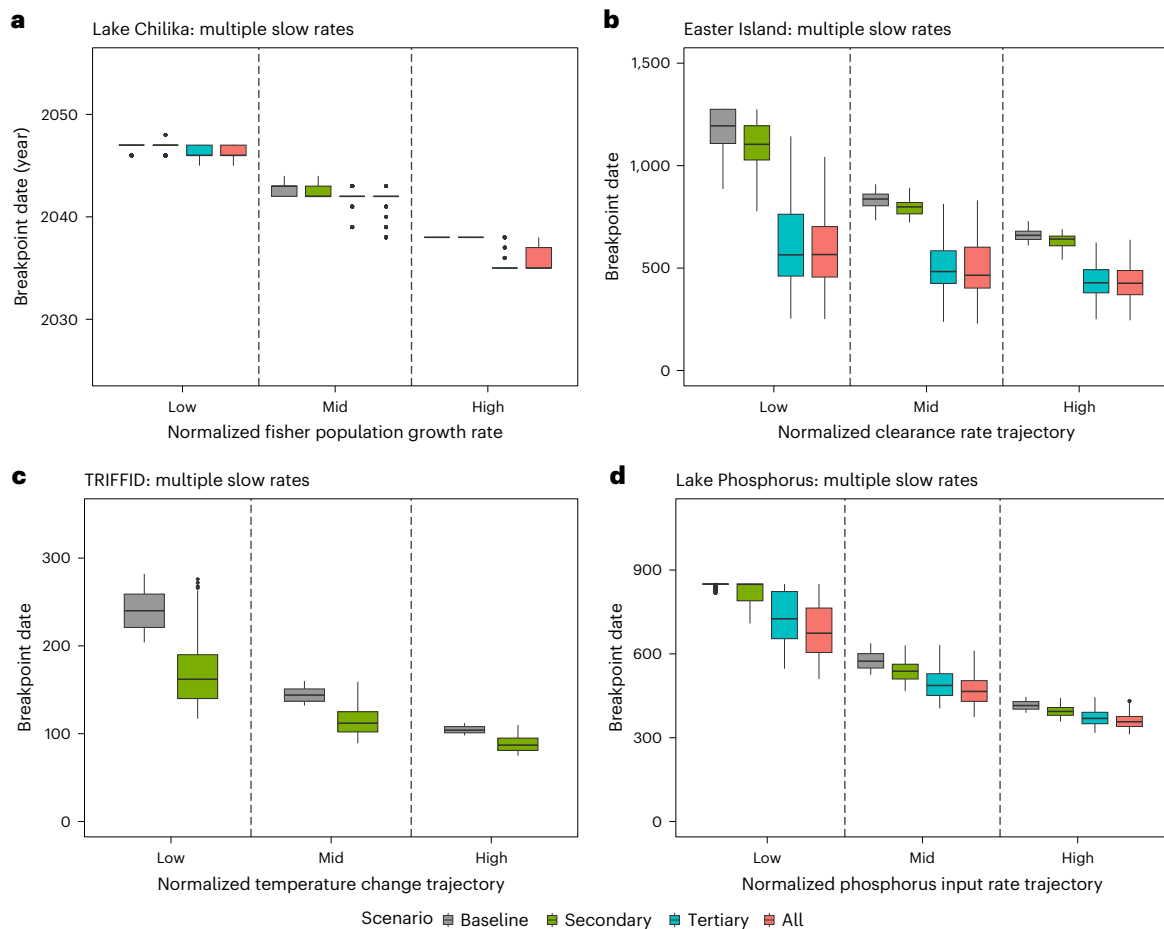 a
Lake Chilika: multiple slow rates
Breakpoint date (year)
2050
2040
2030
Low
Mid
High
Normalized fisher population growth rate
b
Easter Island: multiple slow rates
Breakpoint date
1,500
1,000
500
0
Low
Mid
High
Normalized clearance rate trajectory
c
TRIFFID: multiple slow rates
Breakpoint date
300
200
100
0
Low
Mid
High
Normalized temperature change trajectory
d
Lake Phosphorus: multiple slow rates
Breakpoint date
900
600
300
0
Low
Mid
High
Normalized phosphorus input rate trajectory
Scenario Baseline Secondary Tertiary All